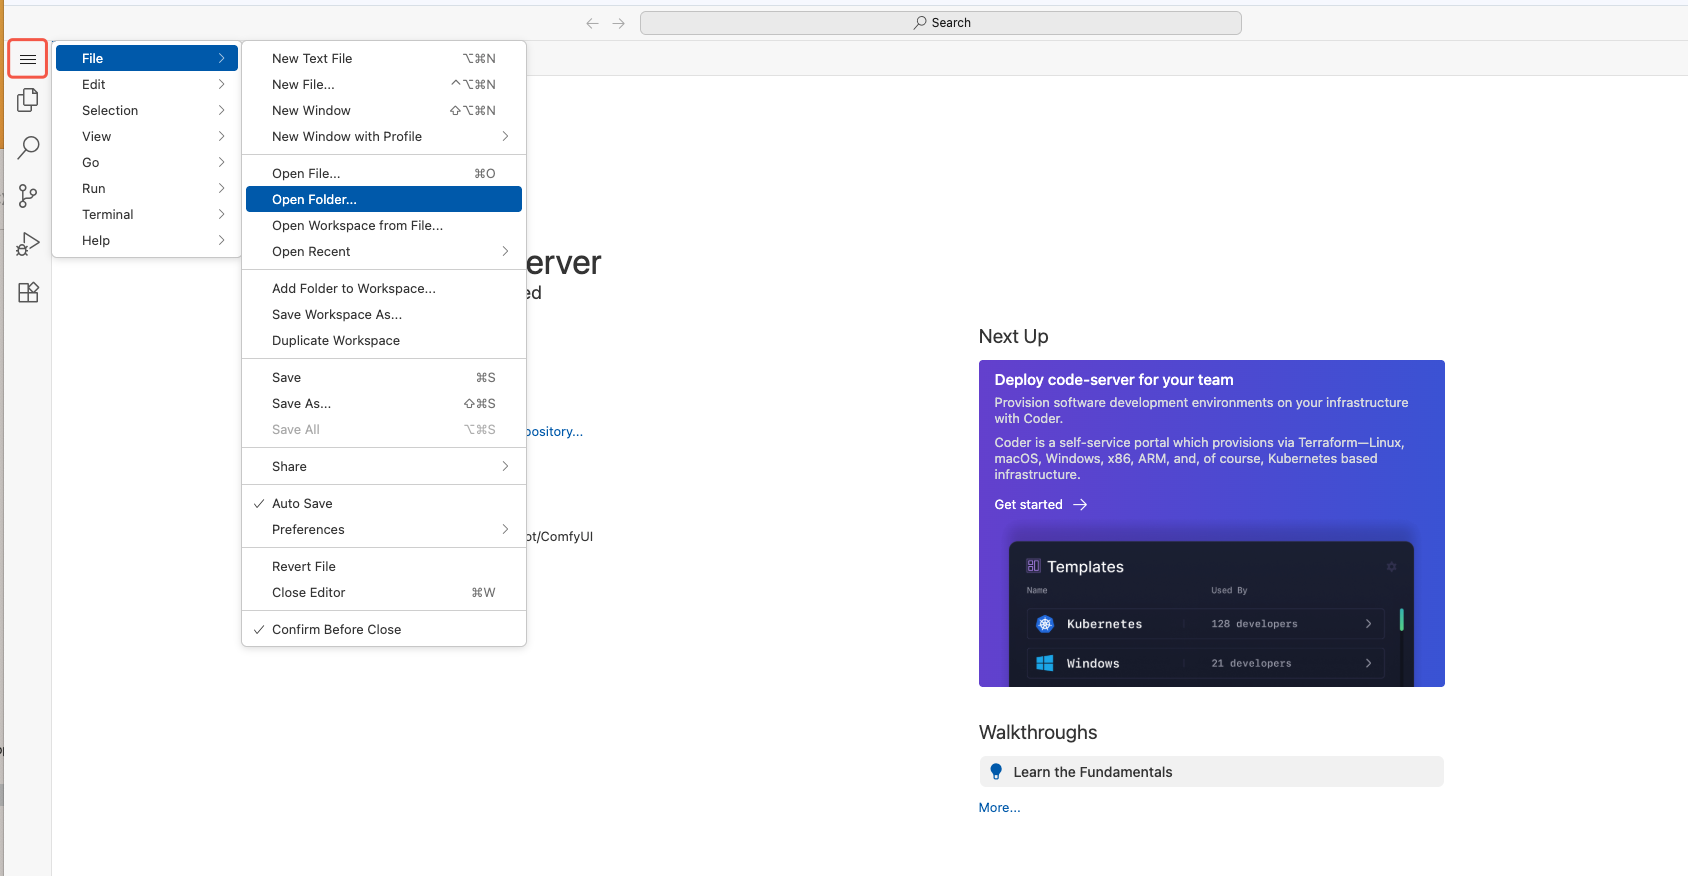 Search
File
Edit
Selection
View
Go
Run
Terminal
Help
New Text File ⌥⌘N
New File... ^⌥⌘N
New Window ⇧⌥⌘N
New Window with Profile
Open File... ⌘O
Open Folder...
Open Workspace from File...
Open Recent
Add Folder to Workspace...
Save Workspace As...
Duplicate Workspace
Save ⌘S
Save As... ⇧⌘S
Save All ⌥⌘S
Share
Auto Save
Preferences
Revert File
Close Editor ⌘W
Confirm Before Close
erver
ed
pository...
ot/ComfyUI
Next Up
Deploy code-server for your team
Provision software development environments on your infrastructure
with Coder.
Coder is a self-service portal which provisions via Terraform—Linux,
macOS, Windows, x86, ARM, and, of course, Kubernetes based
infrastructure.
Get started →
Templates
Name Used By
Kubernetes 128 developers
Windows 21 developers
Walkthroughs
Learn the Fundamentals
More...